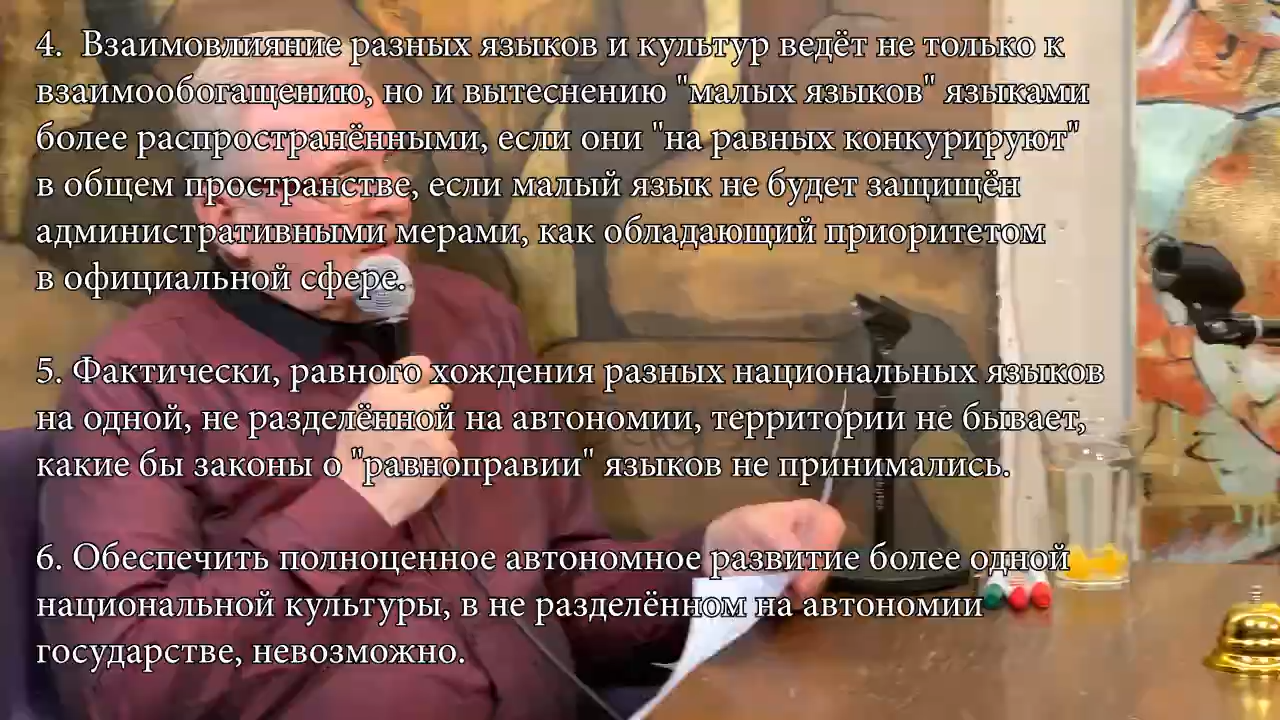 4. Взаимовлияние разных языков и культур ведёт не только к
взаимообогащению, но и вытеснению "малых языков" языками
более распространёнными, если они "на равных конкурируют"
в общем пространстве, если малый язык не будет защищён
административными мерами, как обладающий приоритетом
в официальной сфере.
5. Фактически, равного хождения разных национальных языков
на одной, не разделённой на автономии, территории не бывает,
какие бы законы о "равноправии" языков не принимались.
6. Обеспечить полноценное автономное развитие более одной
национальной культуры, в не разделённом на автономии
государстве, невозможно.